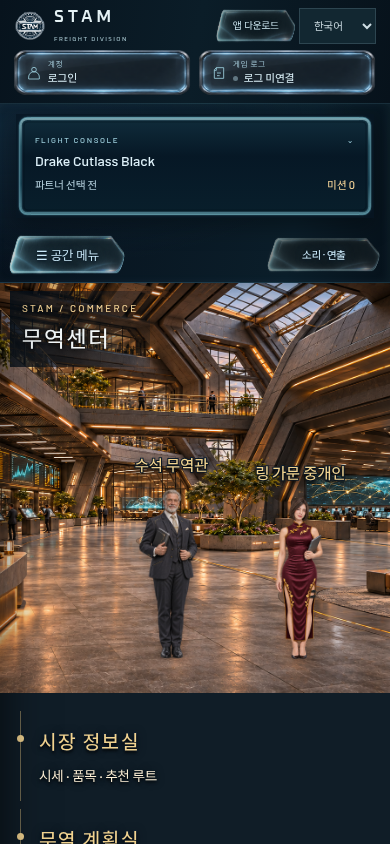 STAM
FREIGHT DIVISION
앱 다운로드
한국어
계정
로그인
게임 로그
로그 미연결
FLIGHT CONSOLE
Drake Cutlass Black
파트너 선택 전
미션 0
☰ 공간 메뉴
소리·연출
STAM / COMMERCE
무역센터
수석 무역관
링 가문 중개인
시장 정보실
시세·품목·추천 루트
무역 계획실